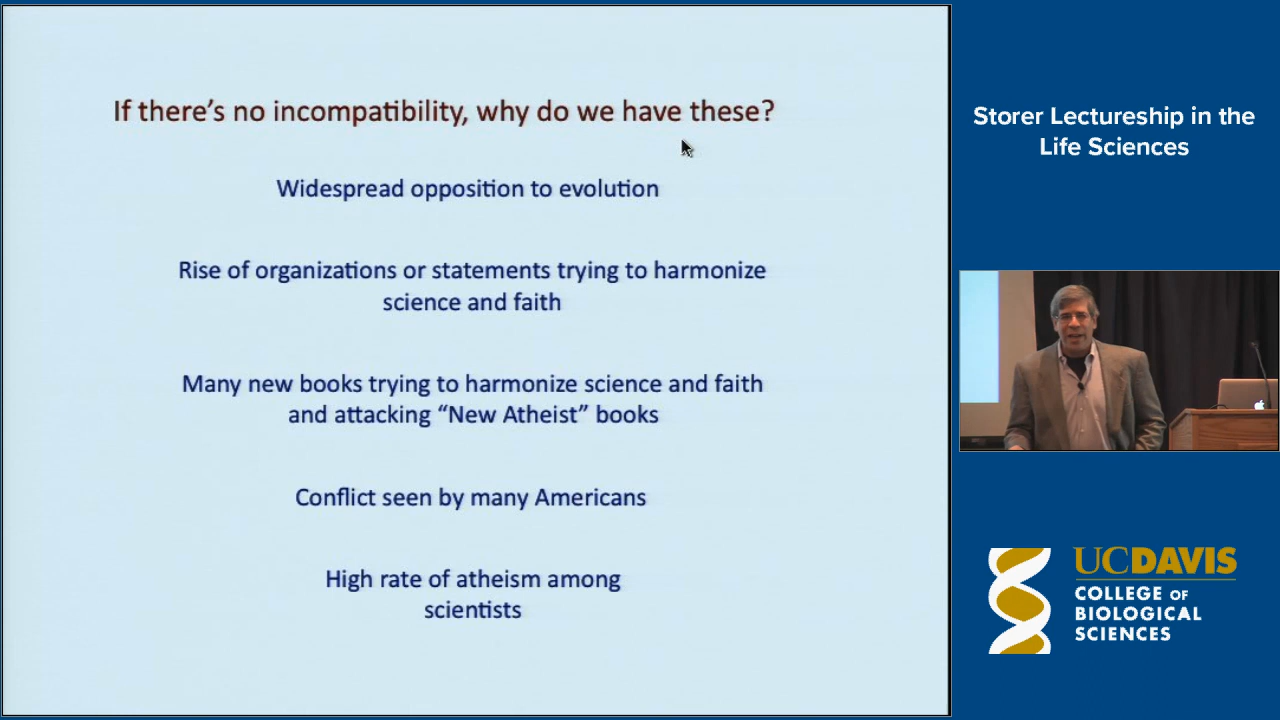 If there’s no incompatibility, why do we have these?
Widespread opposition to evolution
Rise of organizations or statements trying to harmonize
science and faith
Many new books trying to harmonize science and faith
and attacking “New Atheist” books
Conflict seen by many Americans
High rate of atheism among
scientists
Storer Lectureship in the
Life Sciences
UCDAVIS
COLLEGE OF
BIOLOGICAL
SCIENCES